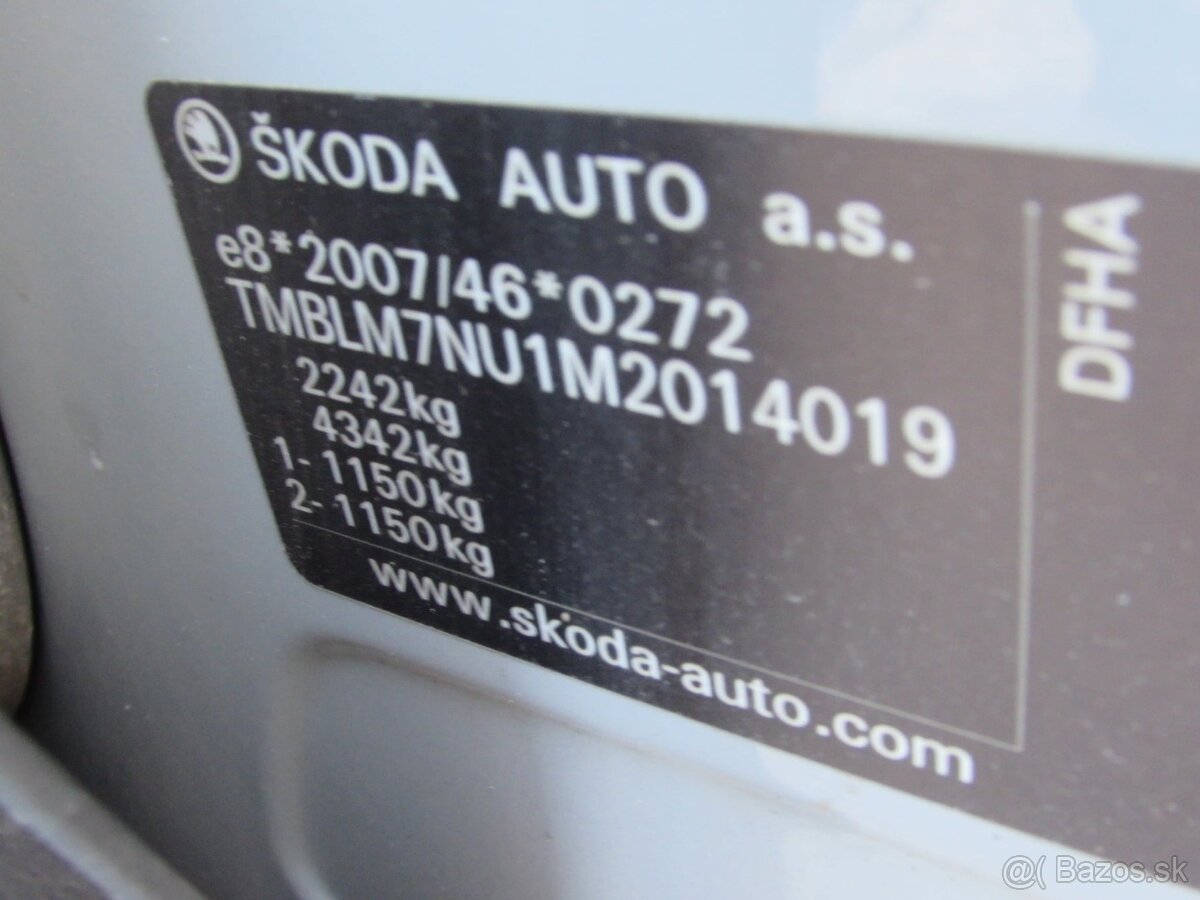 ŠKODA AUTO a.s.
e8*2007/46*0272
TMBLM7NU1M2014019
2242kg
4342kg
1- 1150kg
2- 1150kg
www.skoda-auto.com
DFHA
@( Bazos.sk